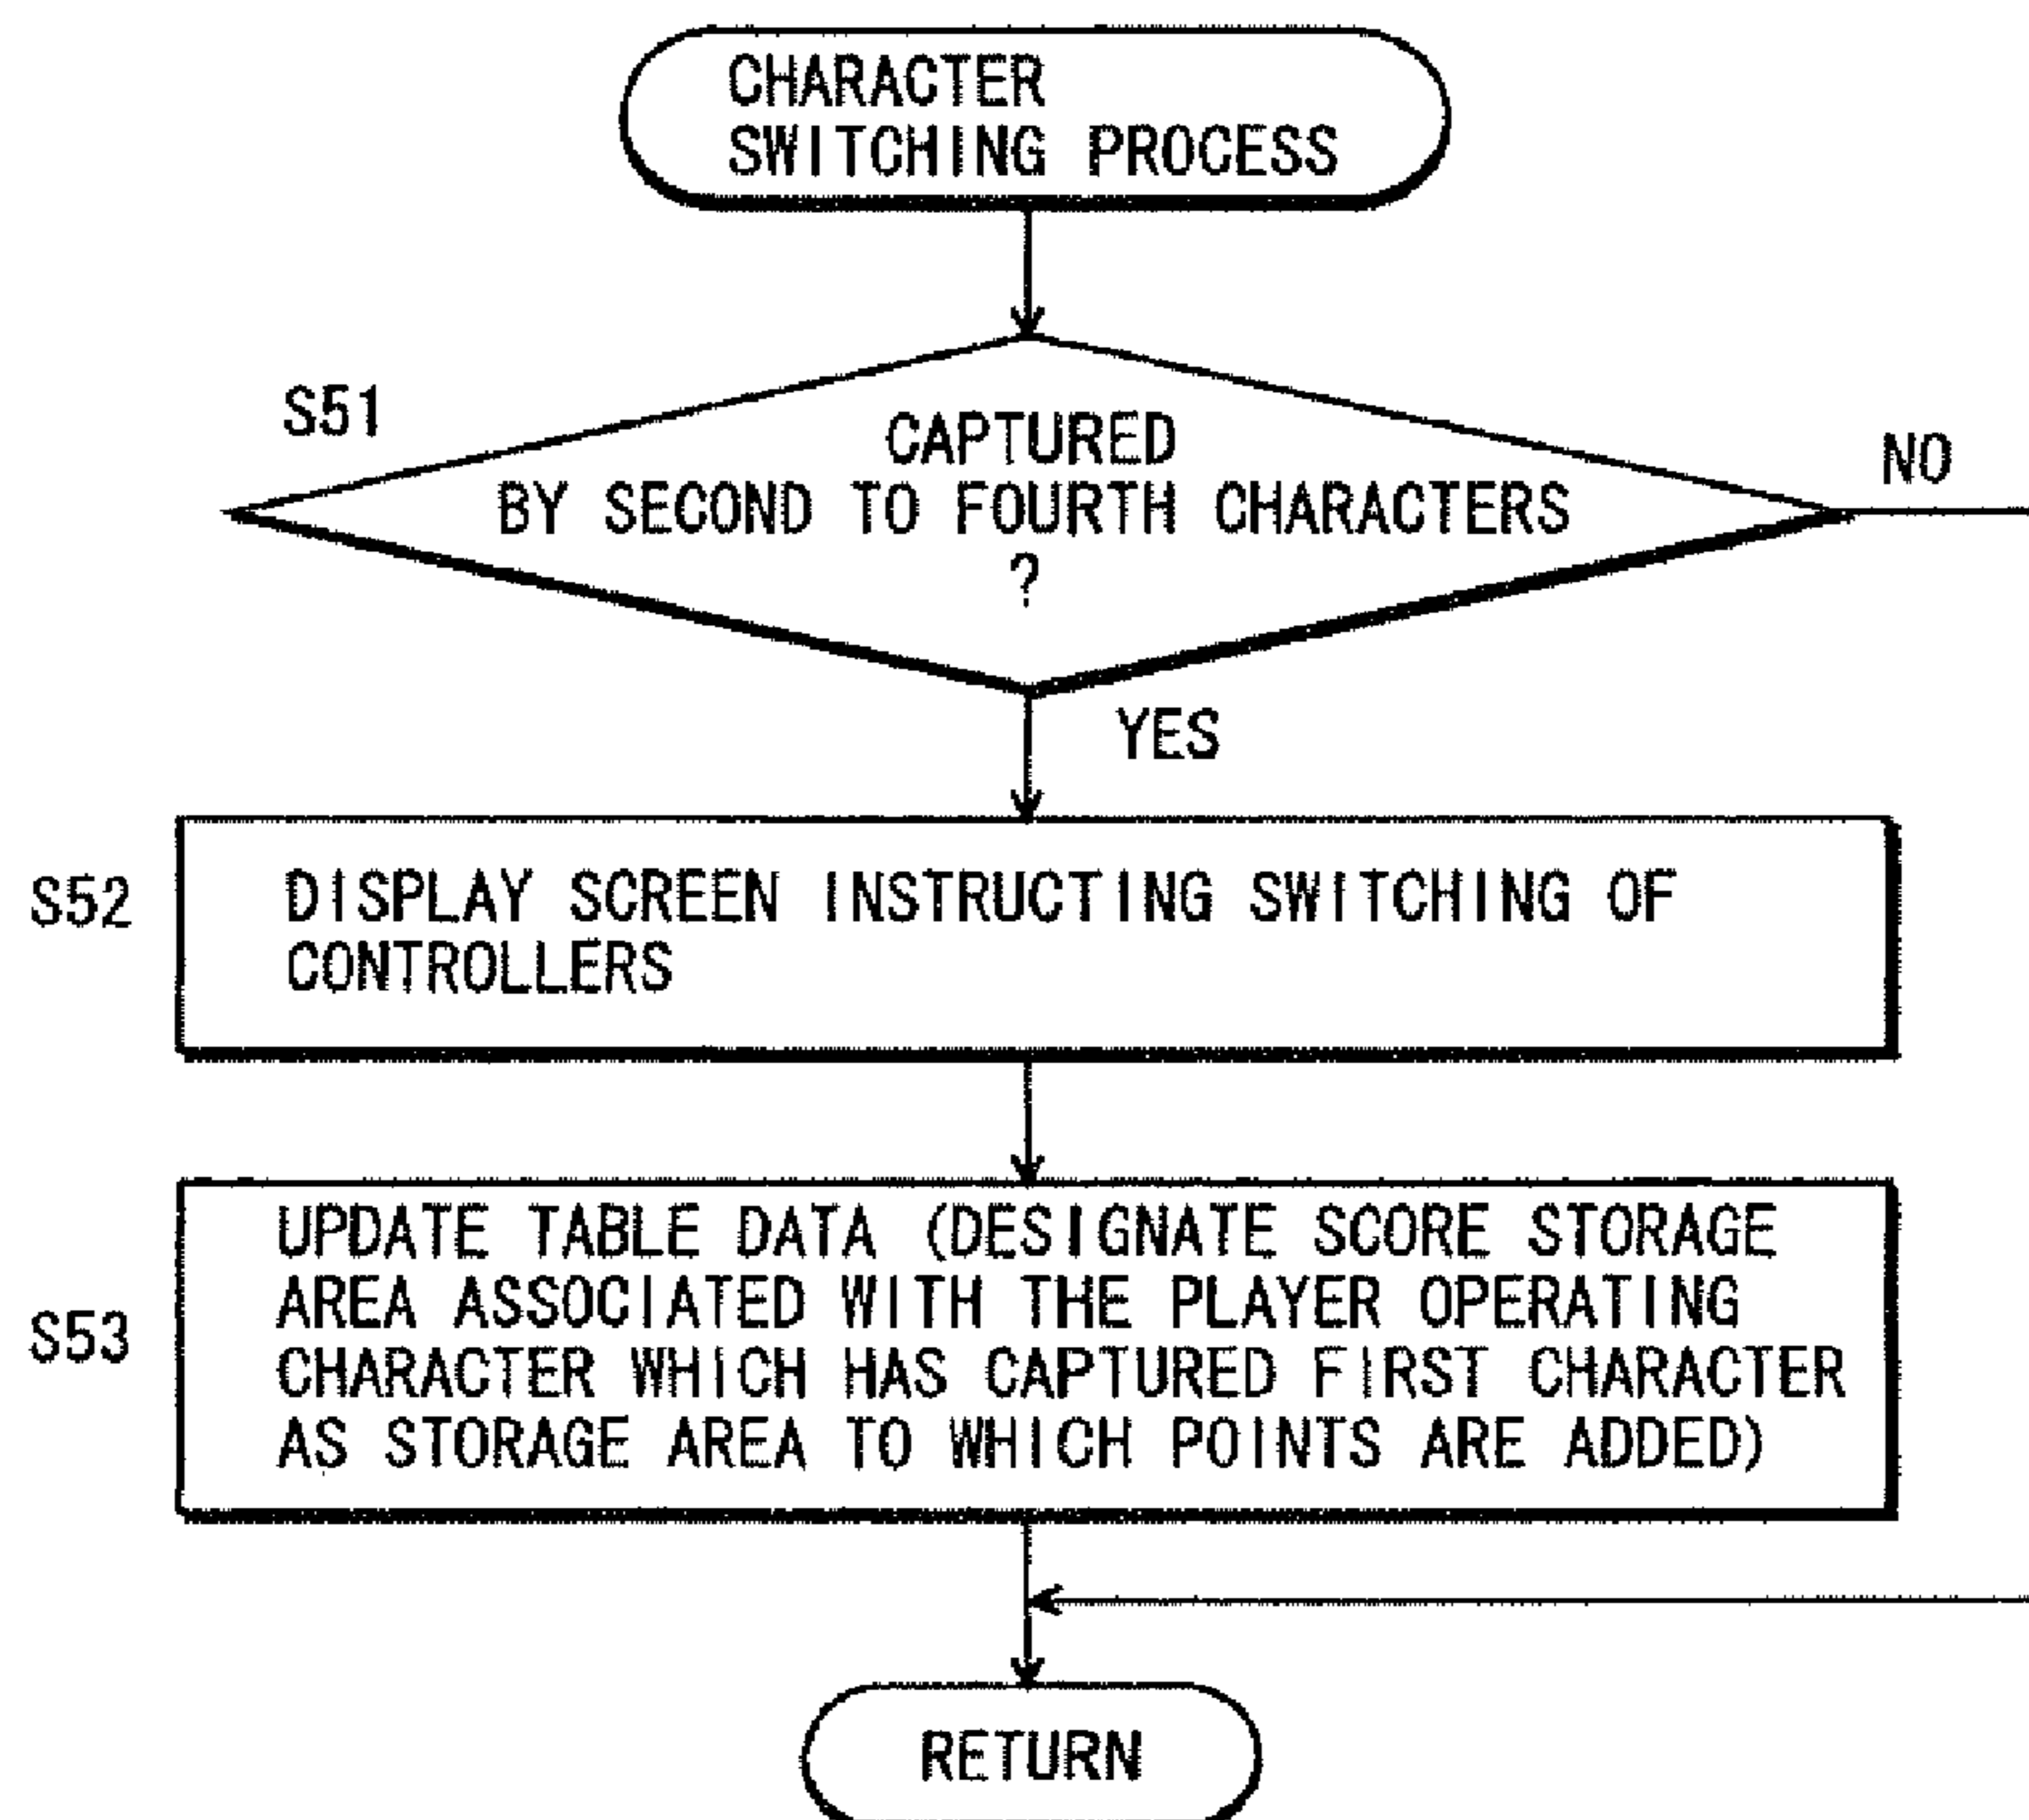 CHARACTER
SWITCHING PROCESS
S51
CAPTURED
BY SECOND TO FOURTH CHARACTERS
?
NO
YES
S52
DISPLAY SCREEN INSTRUCTING SWITCHING OF
CONTROLLERS
S53
UPDATE TABLE DATA (DESIGNATE SCORE STORAGE
AREA ASSOCIATED WITH THE PLAYER OPERATING
CHARACTER WHICH HAS CAPTURED FIRST CHARACTER
AS STORAGE AREA TO WHICH POINTS ARE ADDED)
RETURN